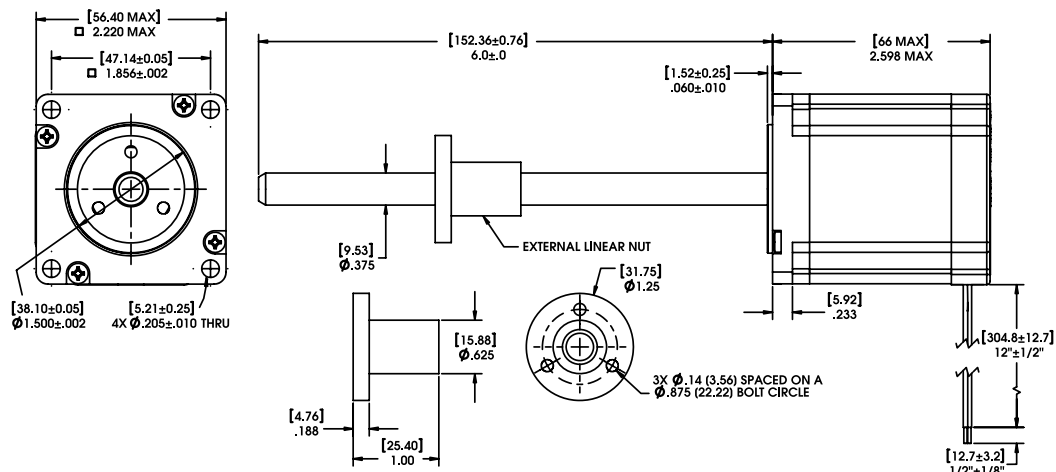 [56.40 MAX]
2.220 MAX
[47.14±0.05]
1.856±.002
[152.36±0.76]
6.0±.0
[66 MAX]
2.598 MAX
[1.52±0.25]
.060±.010
[9.53]
Ø.375
EXTERNAL LINEAR NUT
[38.10±0.05]
Ø1.500±.002
[5.21±0.25]
4X Ø.205±.010 THRU
[31.75]
Ø1.25
[5.92]
.233
[304.8±12.7]
12"±1/2"
[15.88]
Ø.625
3X Ø.14 (3.56) SPACED ON A
Ø.875 (22.22) BOLT CIRCLE
[4.76]
.188
[25.40]
1.00
[12.7±3.2]
1/2"±1/8"